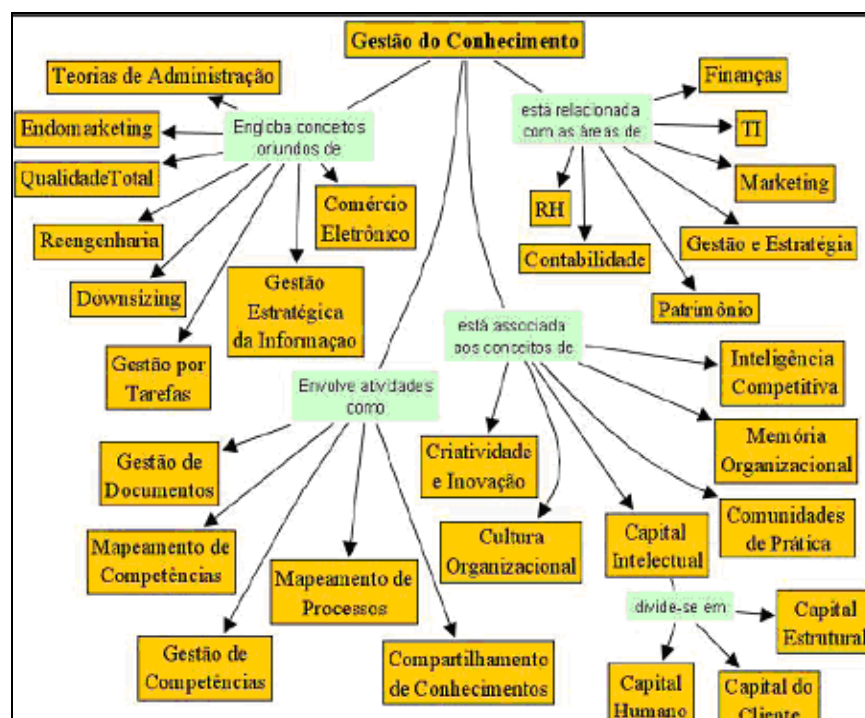 Gestão do Conhecimento
Teorias de Administração
Endomarketing
QualidadeTotal
Reengenharia
Downsizing
Gestão por
Tarefas
Engloba conceitos
oriundos de
Comércio
Eletrônico
Gestão
Estratégica
da Informaçao
está relacionada
com as áreas de
Finanças
TI
Marketing
Gestão e Estratégia
Patrimônio
RH
Contabilidade
está associada
aos conceitos de
Inteligência
Competitiva
Memória
Organizacional
Comunidades
de Prática
Criatividade
e Inovação
Cultura
Organizacional
Capital
Intelectual
divide-se em
Capital
Estrutural
Capital
Humano
Capital do
Cliente
Envolve atividades
como
Gestão de
Documentos
Mapeamento de
Competências
Gestão de
Competências
Mapeamento de
Processos
Compartilhamento
de Conhecimentos